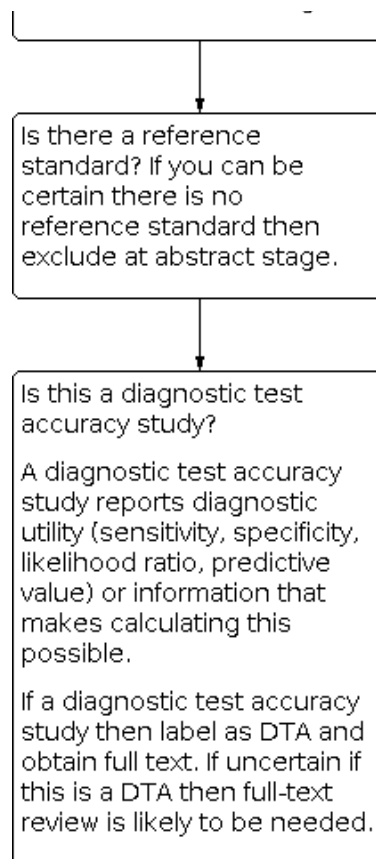 Is there a reference
standard? If you can be
certain there is no
reference standard then
exclude at abstract stage.
Is this a diagnostic test
accuracy study?
A diagnostic test accuracy
study reports diagnostic
utility (sensitivity, specificity,
likelihood ratio, predictive
value) or information that
makes calculating this
possible.
If a diagnostic test accuracy
study then label as DTA and
obtain full text. If uncertain if
this is a DTA then full-text
review is likely to be needed.